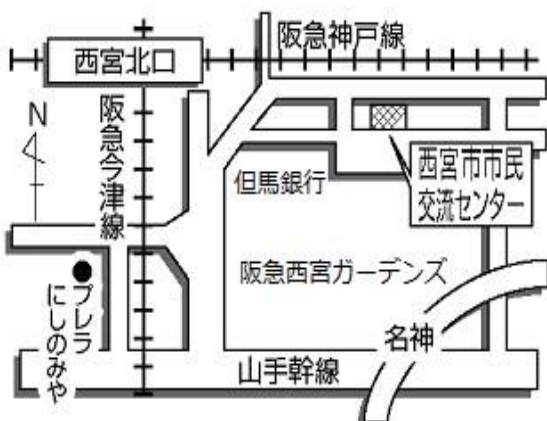 阪急神戸線
西宮北口
N
阪急今津線
西宮市市民
交流センター
但馬銀行
阪急西宮ガーデンズ
プレラ
にしのみや
名神
山手幹線